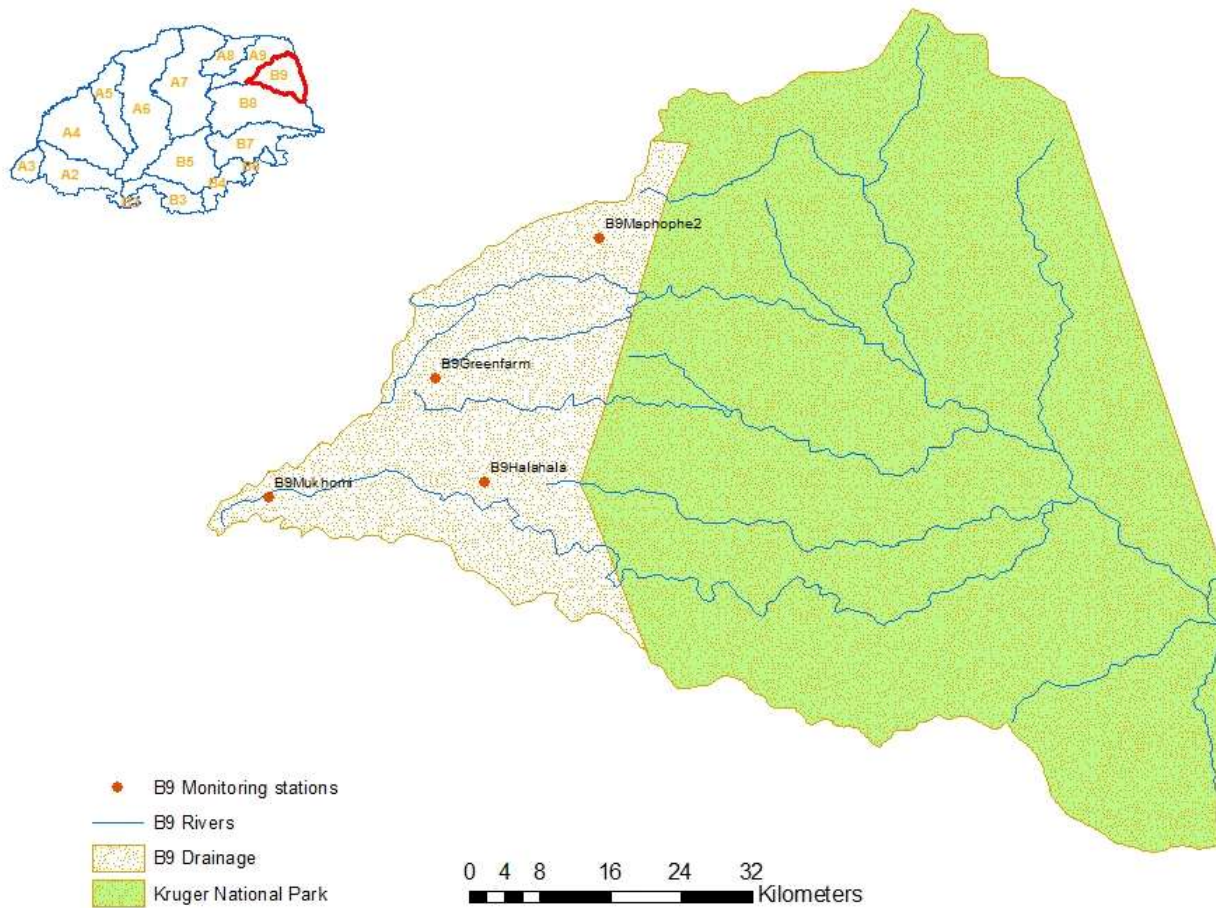 A8
A9
B9
A7
A5
A6
B8
A4
B7
B5
A3
A2
B4
B3
B9Maphophe2
B9Greenfarm
B9Halahala
B9Mukhomi
B9 Monitoring stations
B9 Rivers
B9 Drainage
Kruger National Park
0 4 8 16 24 32
Kilometers